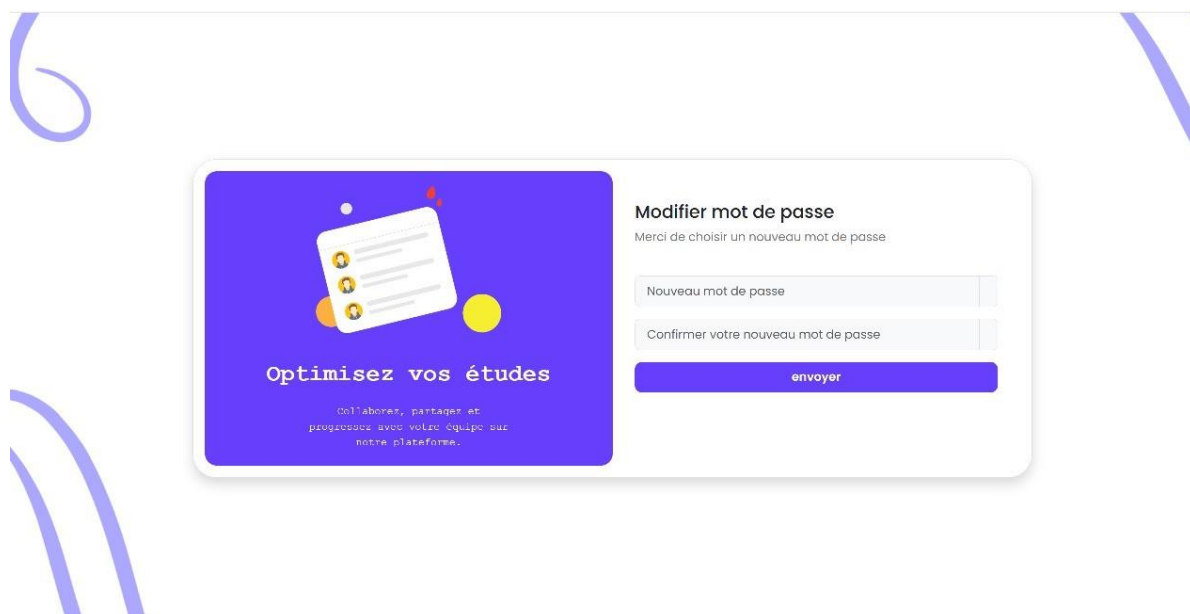 Optimisez vos études
Collaborez, partagez et
progressez avec votre équipe sur
notre plateforme.
Modifier mot de passe
Merci de choisir un nouveau mot de passe
Nouveau mot de passe
Confirmer votre nouveau mot de passe
envoyer